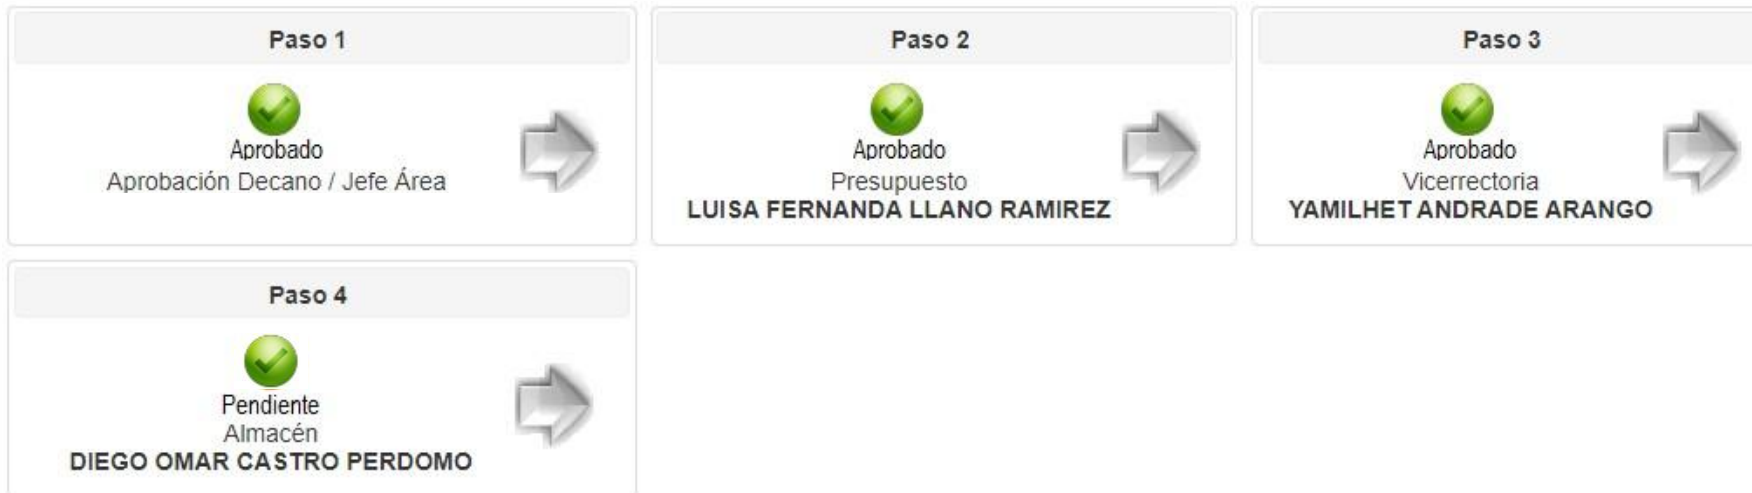 Paso 1
Aprobado
Aprobación Decano / Jefe Área
Paso 2
Aprobado
Presupuesto
LUISA FERNANDA LLANO RAMIREZ
Paso 3
Aprobado
Vicerrectoria
YAMILHET ANDRADE ARANGO
Paso 4
Pendiente
Almacén
DIEGO OMAR CASTRO PERDOMO